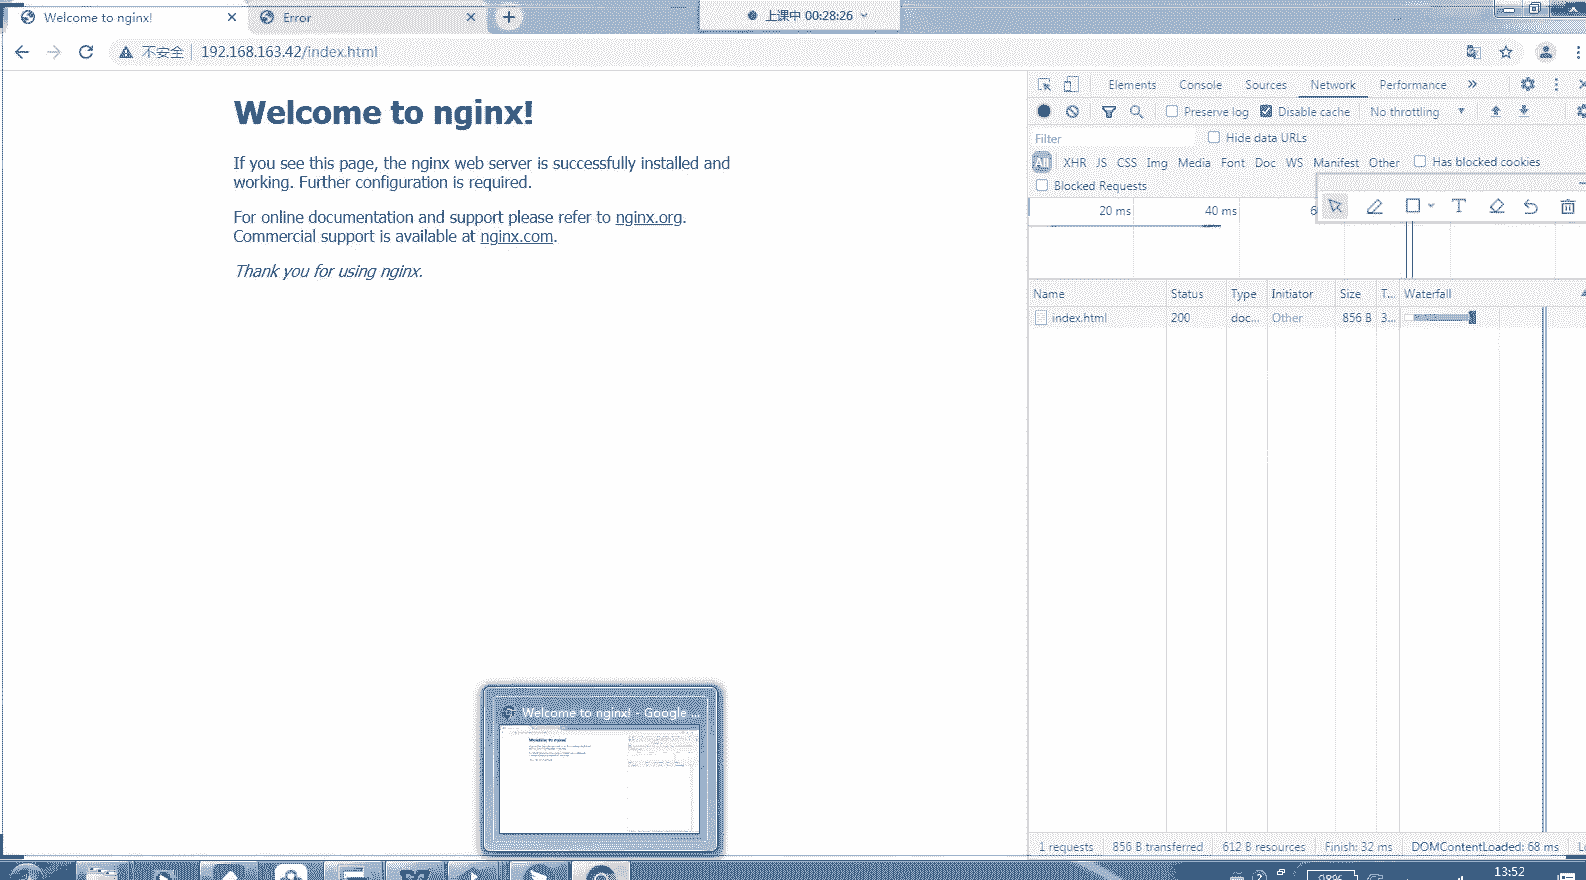 Welcome to nginx!
Error
上课中 00:28:26
不安全
192.168.163.42/index.html
Welcome to nginx!
If you see this page, the nginx web server is successfully installed and
working. Further configuration is required.
For online documentation and support please refer to nginx.org.
Commercial support is available at nginx.com.
Thank you for using nginx.
Elements Console Sources Network Performance
Preserve log Disable cache No throttling
Filter
Hide data URLs
All XHR JS CSS Img Media Font Doc WS Manifest Other Has blocked cookies
Blocked Requests
20 ms 40 ms 6
Name Status Type Initiator Size T... Waterfall
index.html 200 doc... Other 856 B 3...
Welcome to nginx! - Google ...
1 requests 856 B transferred 612 B resources Finish: 32 ms DOMContentLoaded: 68 ms
98%
13:52